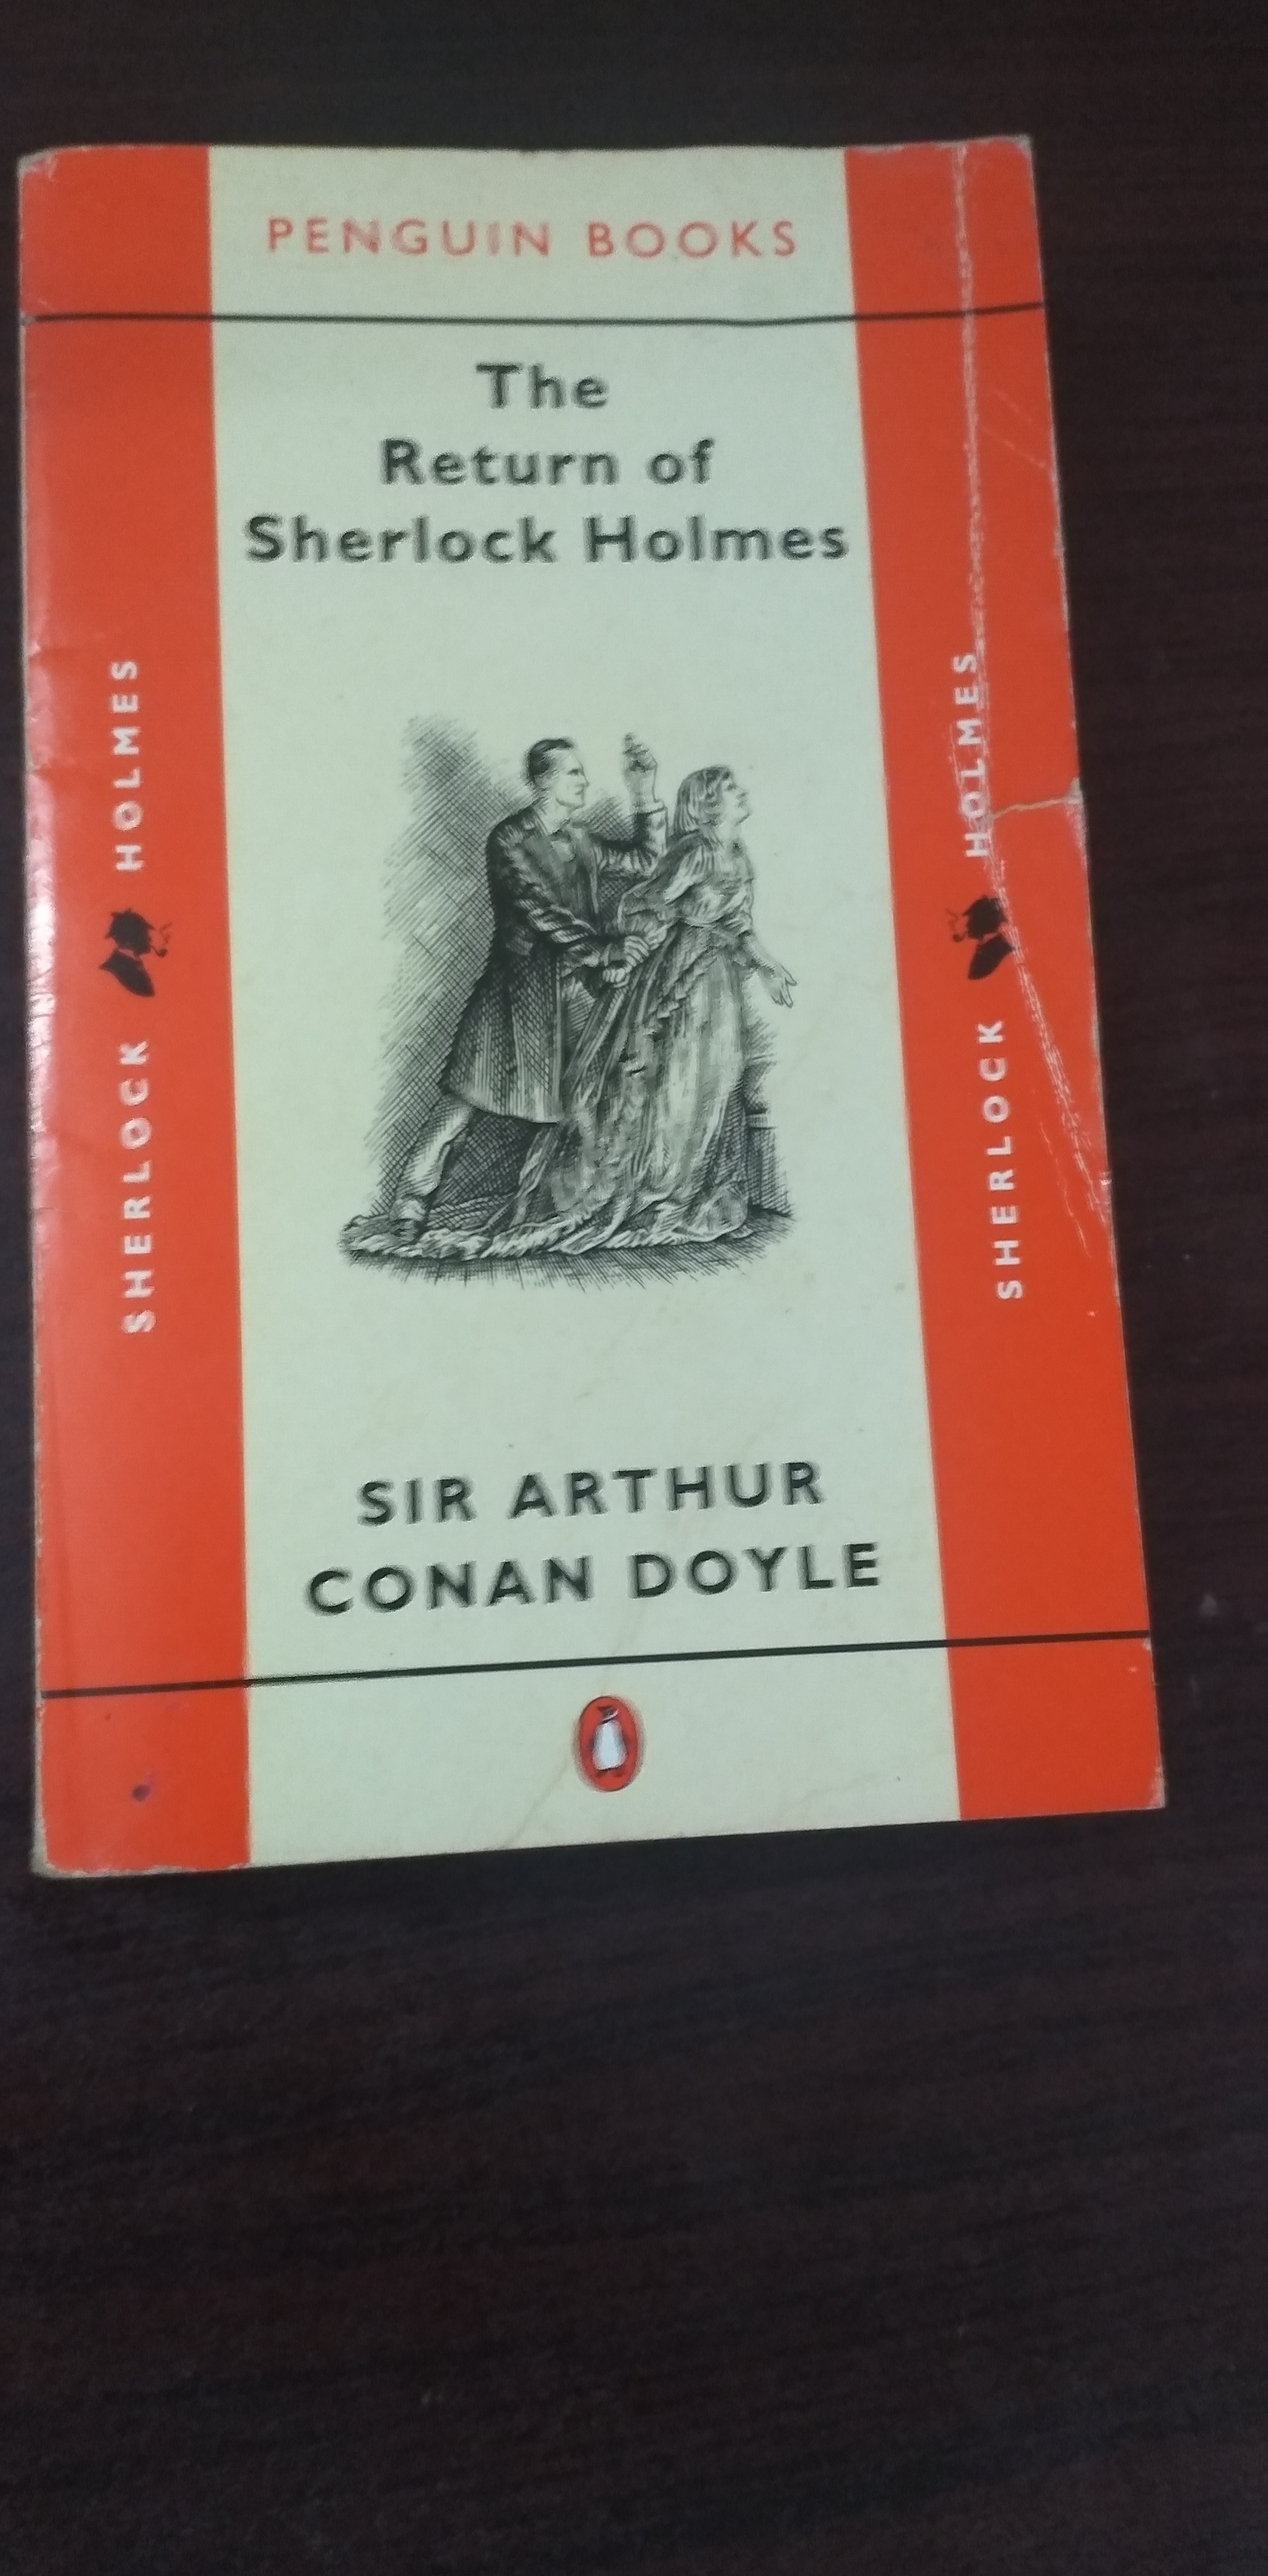 PENGUIN BOOKS
The
Return of
Sherlock Holmes
SHERLOCK HOLMES
SHERLOCK HOLMES
SIR ARTHUR
CONAN DOYLE